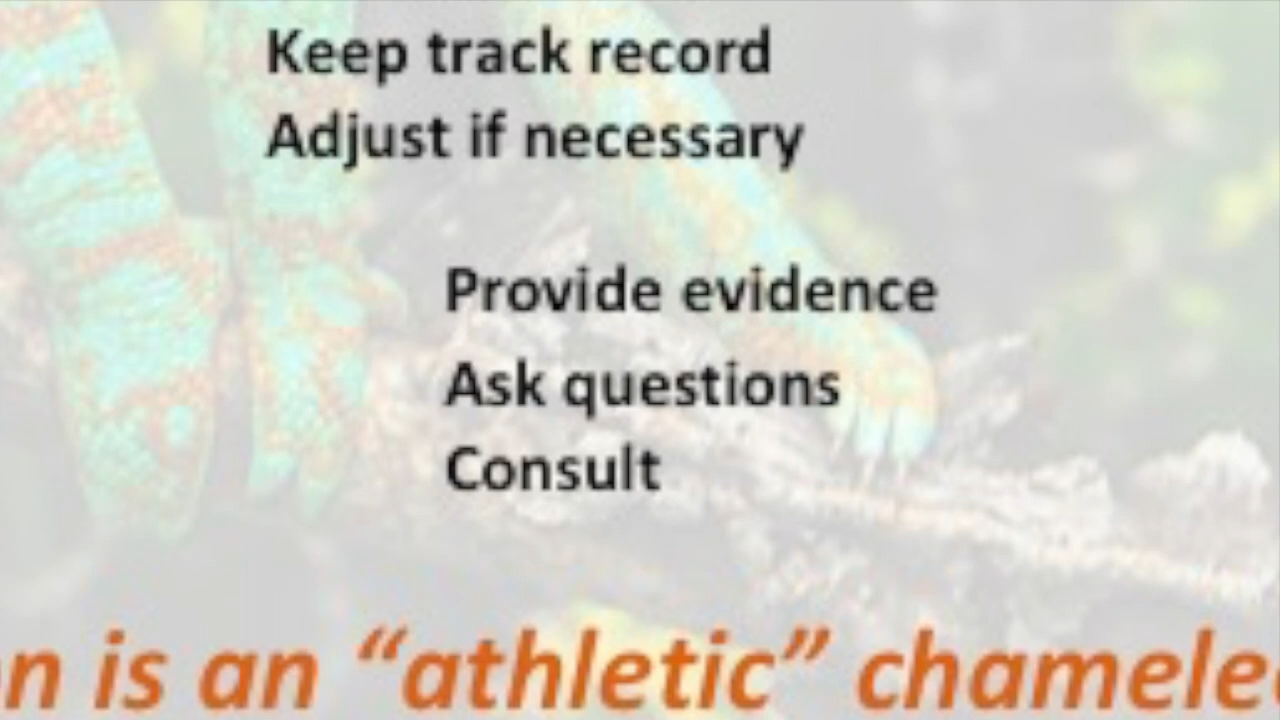 Keep track record
Adjust if necessary
Provide evidence
Ask questions
Consult
is an “athletic”